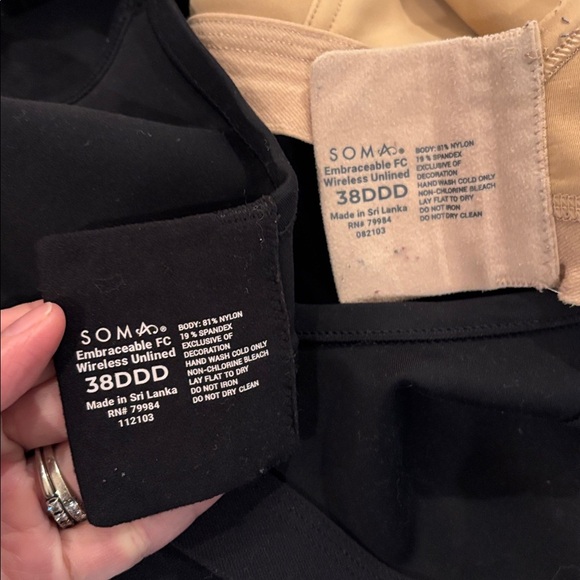 SOMA®
Embraceable FC
Wireless Unlined
38DDD
Made in Sri Lanka
RN# 79984
082103
BODY: 81% NYLON
19 % SPANDEX
EXCLUSIVE OF
DECORATION
HAND WASH COLD ONLY
NON-CHLORINE BLEACH
LAY FLAT TO DRY
DO NOT IRON
DO NOT DRY CLEAN
SOMA®
Embraceable FC
Wireless Unlined
38DDD
Made in Sri Lanka
RN# 79984
112103
BODY: 81% NYLON
19 % SPANDEX
EXCLUSIVE OF
DECORATION
HAND WASH COLD ONLY
NON-CHLORINE BLEACH
LAY FLAT TO DRY
DO NOT IRON
DO NOT DRY CLEAN